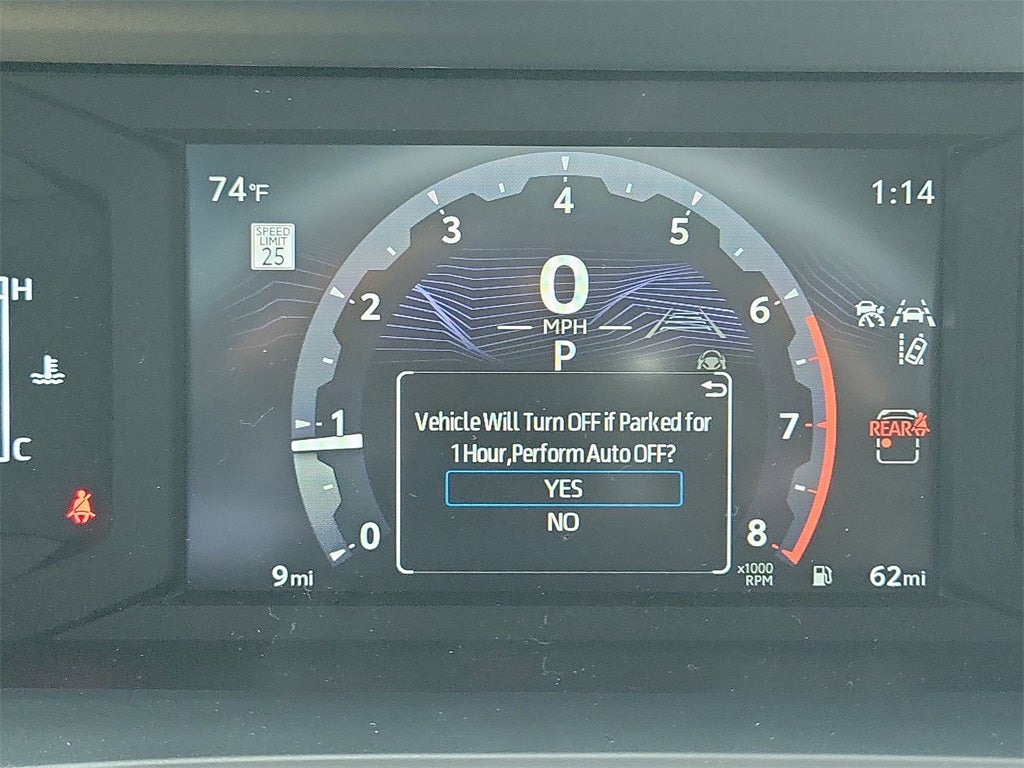 74°F
1:14
SPEED
LIMIT
25
4
3
5
0
2
6
MPH
P
H
1
7
Vehicle Will Turn OFF if Parked for
1 Hour,Perform Auto OFF?
YES
NO
REAR
C
0
8
x1000
RPM
9mi
62mi